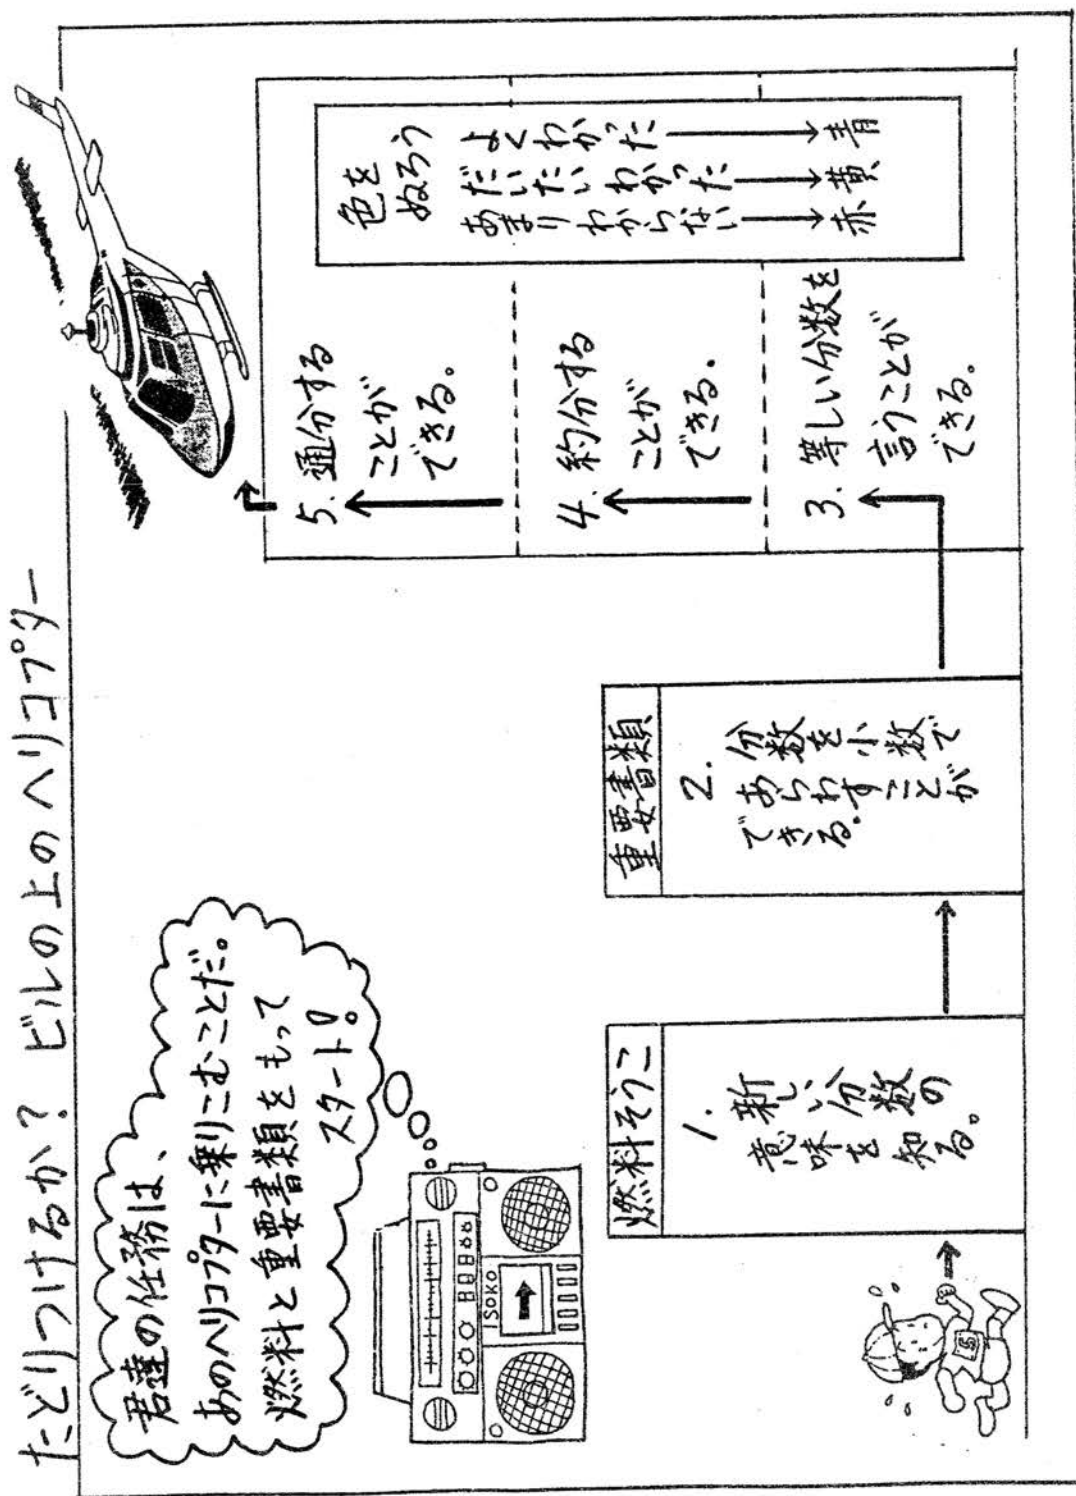 たどりつけるか？ ビルの上のヘリコプター
君達の任務は、
あのヘリコプターに乗りこむことだ。
燃料と重要書類をもって
スタート！
ISOKO
燃料そうこ
1. 新しい分数の
意味を知る。
重要書類
2. 分数を小数で
あらわすことが
できる.
3. 等しい分数を
言うことが
できる。
4. 約分する
ことが
できる.
5. 通分する
ことが
できる。
色を
ぬろう
よくわかった→青
だいたいわかった→黄
あまりわからない→赤